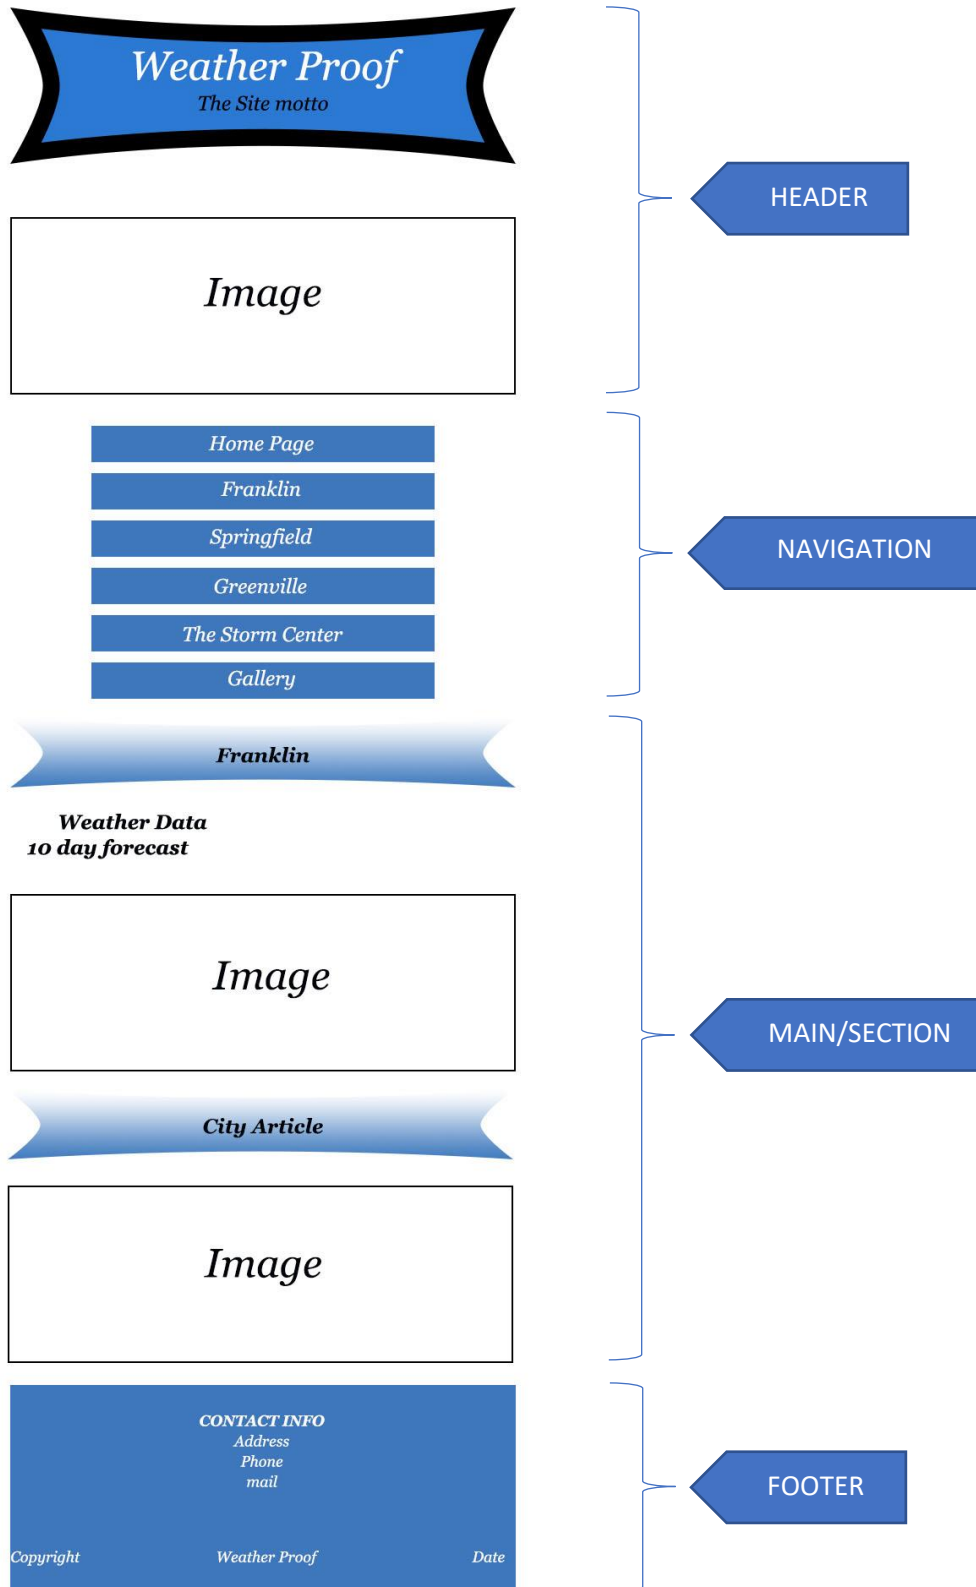 Weather Proof
The Site motto
HEADER
Image
Home Page
Franklin
Springfield
Greenville
The Storm Center
Gallery
NAVIGATION
Franklin
Weather Data
10 day forecast
Image
MAIN/SECTION
City Article
Image
CONTACT INFO
Address
Phone
mail
FOOTER
Copyright Weather Proof Date